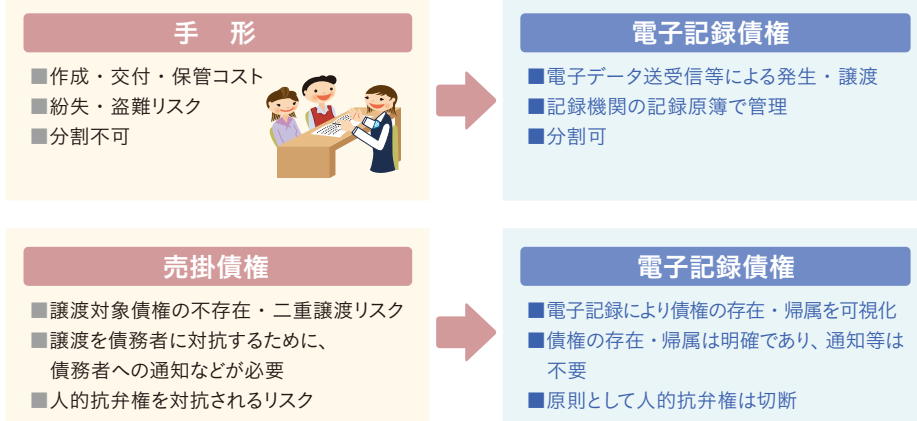 手 形
■作成・交付・保管コスト
■紛失・盗難リスク
■分割不可
電子記録債権
■電子データ送受信等による発生・譲渡
■記録機関の記録原簿で管理
■分割可
売掛債権
■譲渡対象債権の不存在・二重譲渡リスク
■譲渡を債務者に対抗するために、
債務者への通知などが必要
■人的抗弁権を対抗されるリスク
電子記録債権
■電子記録により債権の存在・帰属を可視化
■債権の存在・帰属は明確であり、通知等は
不要
■原則として人的抗弁権は切断